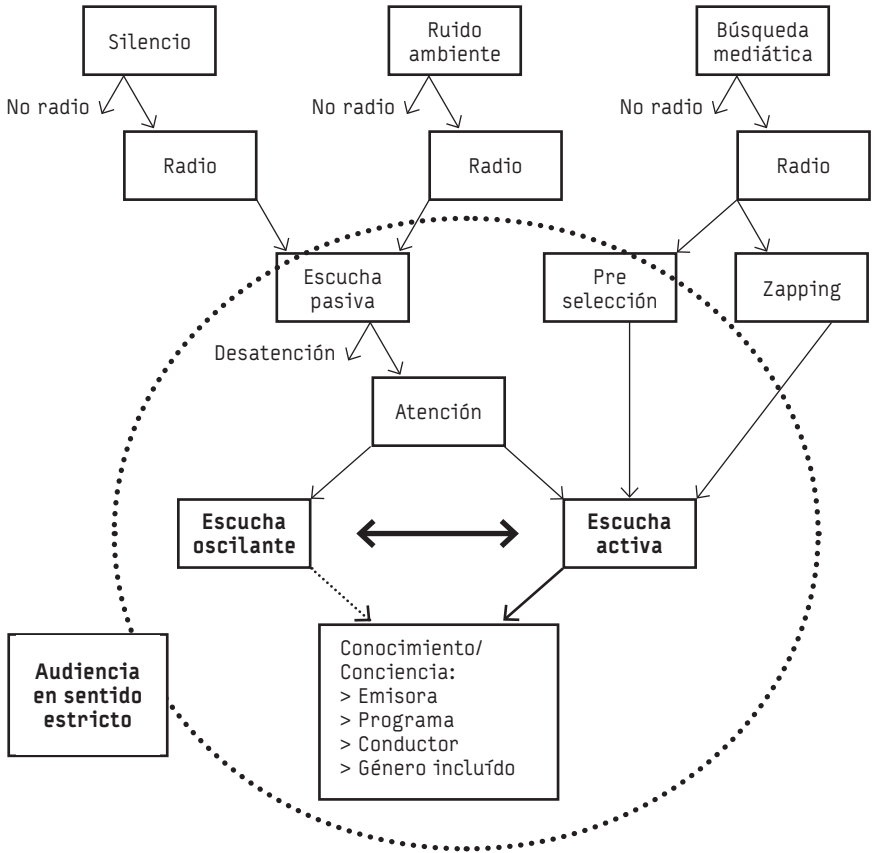 Silencio
Ruido
ambiente
Búsqueda
mediática
No radio
No radio
No radio
Radio
Radio
Radio
Escucha
pasiva
Pre
selección
Zapping
Desatención
Atención
Escucha
oscilante
Escucha
activa
Audiencia
en sentido
estricto
Conocimiento/
Conciencia:
> Emisora
> Programa
> Conductor
> Género incluído